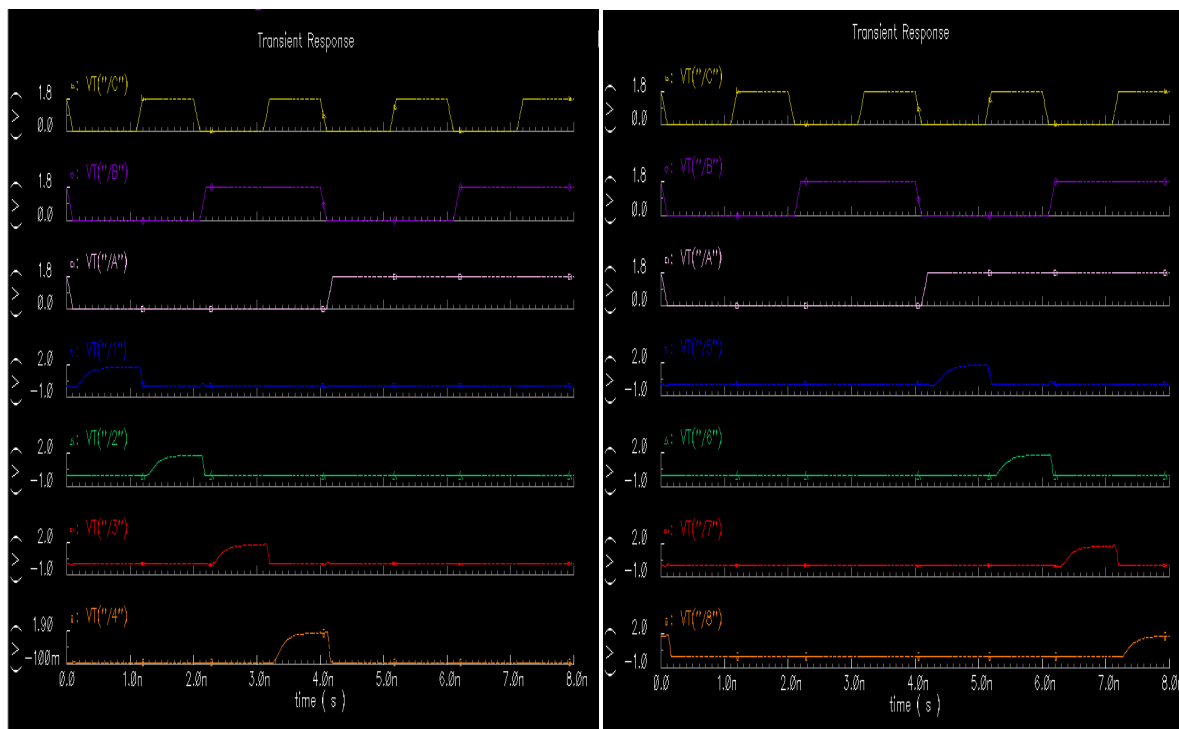 Transient Response
: VT("/C")
1.8
0.0
: VT("/B")
1.8
0.0
: VT("/A")
1.8
0.0
: VT("/1")
2.0
-1.0
: VT("/2")
2.0
-1.0
: VT("/3")
2.0
-1.0
: VT("/4")
1.90
-100m
0.0 1.0n 2.0n 3.0n 4.0n 5.0n 6.0n 7.0n 8.0n
time ( s )
Transient Response
: VT("/C")
1.8
0.0
: VT("/B")
1.8
0.0
: VT("/A")
1.8
0.0
: VT("/5")
2.0
-1.0
: VT("/6")
2.0
-1.0
: VT("/7")
2.0
-1.0
: VT("/8")
2.0
-1.0
0.0 1.0n 2.0n 3.0n 4.0n 5.0n 6.0n 7.0n 8.0
time ( s )